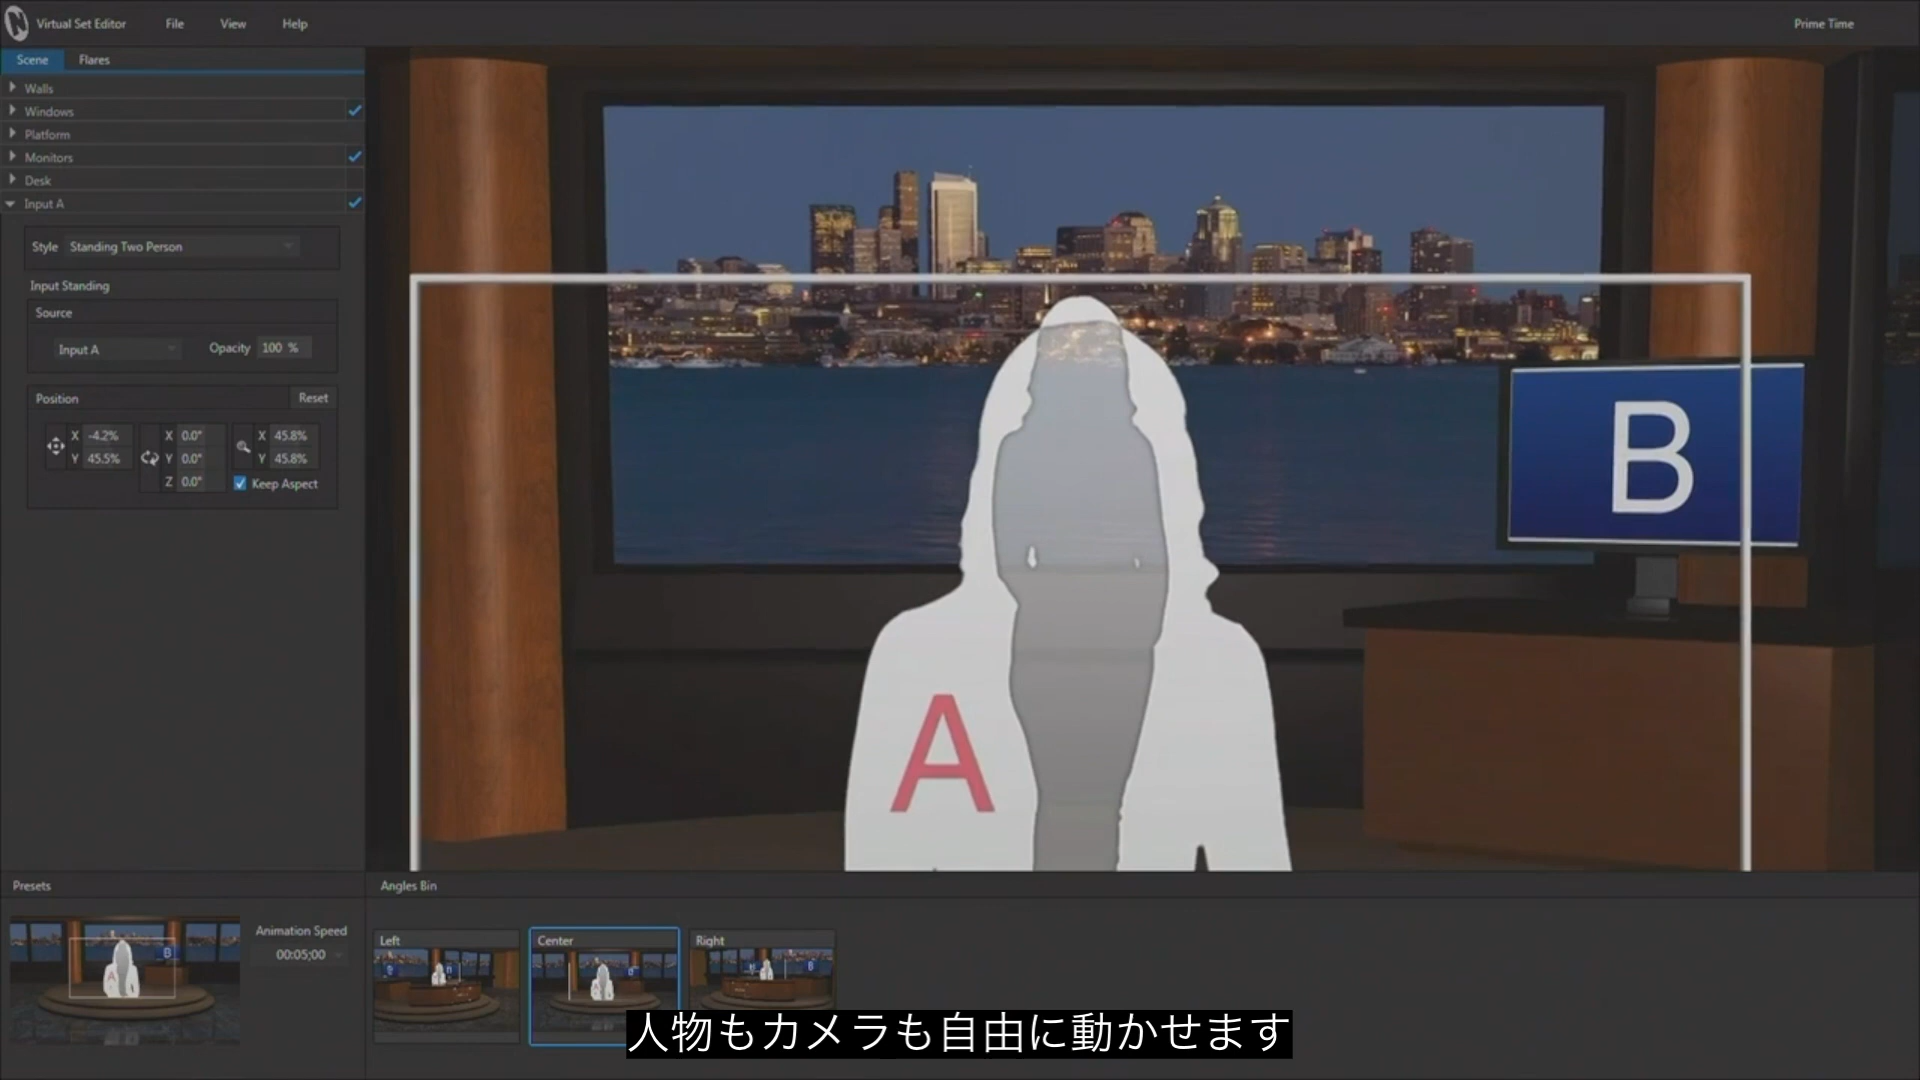 Virtual Set Editor File View Help Prime Time
Scene Flares
Walls
Windows
Platform
Monitors
Desk
Input A
Style Standing Two Person
Input Standing
Source
Input A Opacity 100 %
Position Reset
X -4.2% X 0.0° X 45.8%
Y 45.5% Y 0.0° Y 45.8%
Z 0.0° Keep Aspect
B
A
Presets
Animation Speed
00:05;00
Angles Bin
Left Center Right
人物もカメラも自由に動かせます